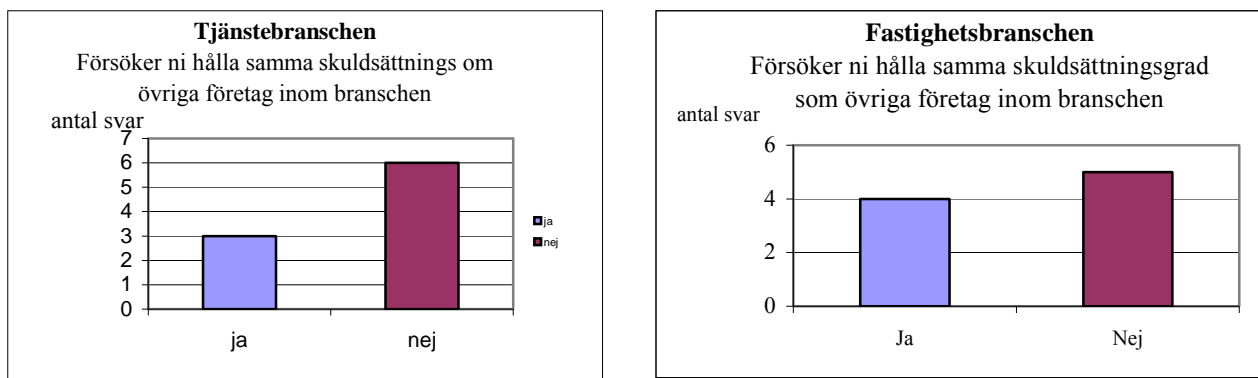 Tjänstebranschen
Försöker ni hålla samma skuldsättnings om
övriga företag inom branschen
antal svar
7
6
5
4
3
2
1
0
ja
nej
ja
nej
Fastighetsbranschen
Försöker ni hålla samma skuldsättningsgrad
som övriga företag inom branschen
antal svar
6
4
2
0
Ja
Nej